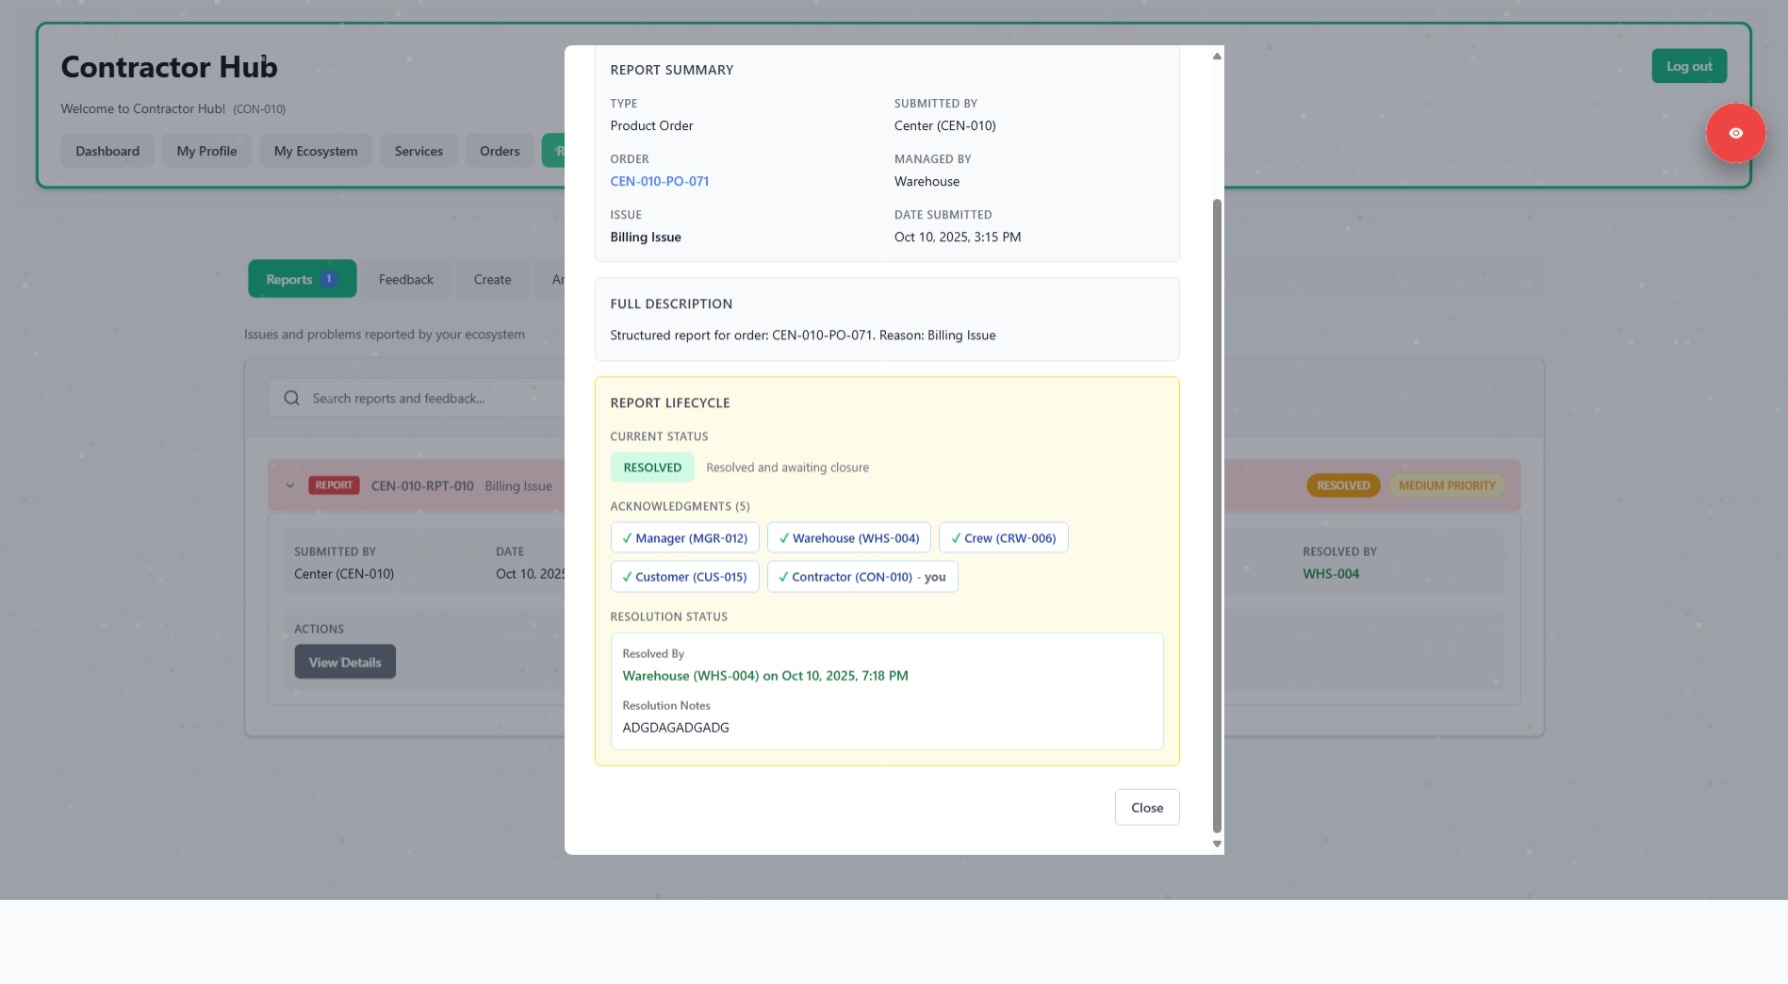 Contractor Hub
Log out
Welcome to Contractor Hub! (CON-010)
Dashboard My Profile My Ecosystem Services Orders
Reports 1 Feedback Create
Issues and problems reported by your ecosystem
Search reports and feedback...
REPORT CEN-010-RPT-010 Billing Issue
RESOLVED MEDIUM PRIORITY
SUBMITTED BY DATE RESOLVED BY
Center (CEN-010) Oct 10, 2025 WHS-004
ACTIONS
View Details
REPORT SUMMARY
TYPE SUBMITTED BY
Product Order Center (CEN-010)
ORDER MANAGED BY
CEN-010-PO-071 Warehouse
ISSUE DATE SUBMITTED
Billing Issue Oct 10, 2025, 3:15 PM
FULL DESCRIPTION
Structured report for order: CEN-010-PO-071. Reason: Billing Issue
REPORT LIFECYCLE
CURRENT STATUS
RESOLVED Resolved and awaiting closure
ACKNOWLEDGMENTS (5)
✓ Manager (MGR-012) ✓ Warehouse (WHS-004) ✓ Crew (CRW-006)
✓ Customer (CUS-015) ✓ Contractor (CON-010) - you
RESOLUTION STATUS
Resolved By
Warehouse (WHS-004) on Oct 10, 2025, 7:18 PM
Resolution Notes
ADGDAGADGADG
Close